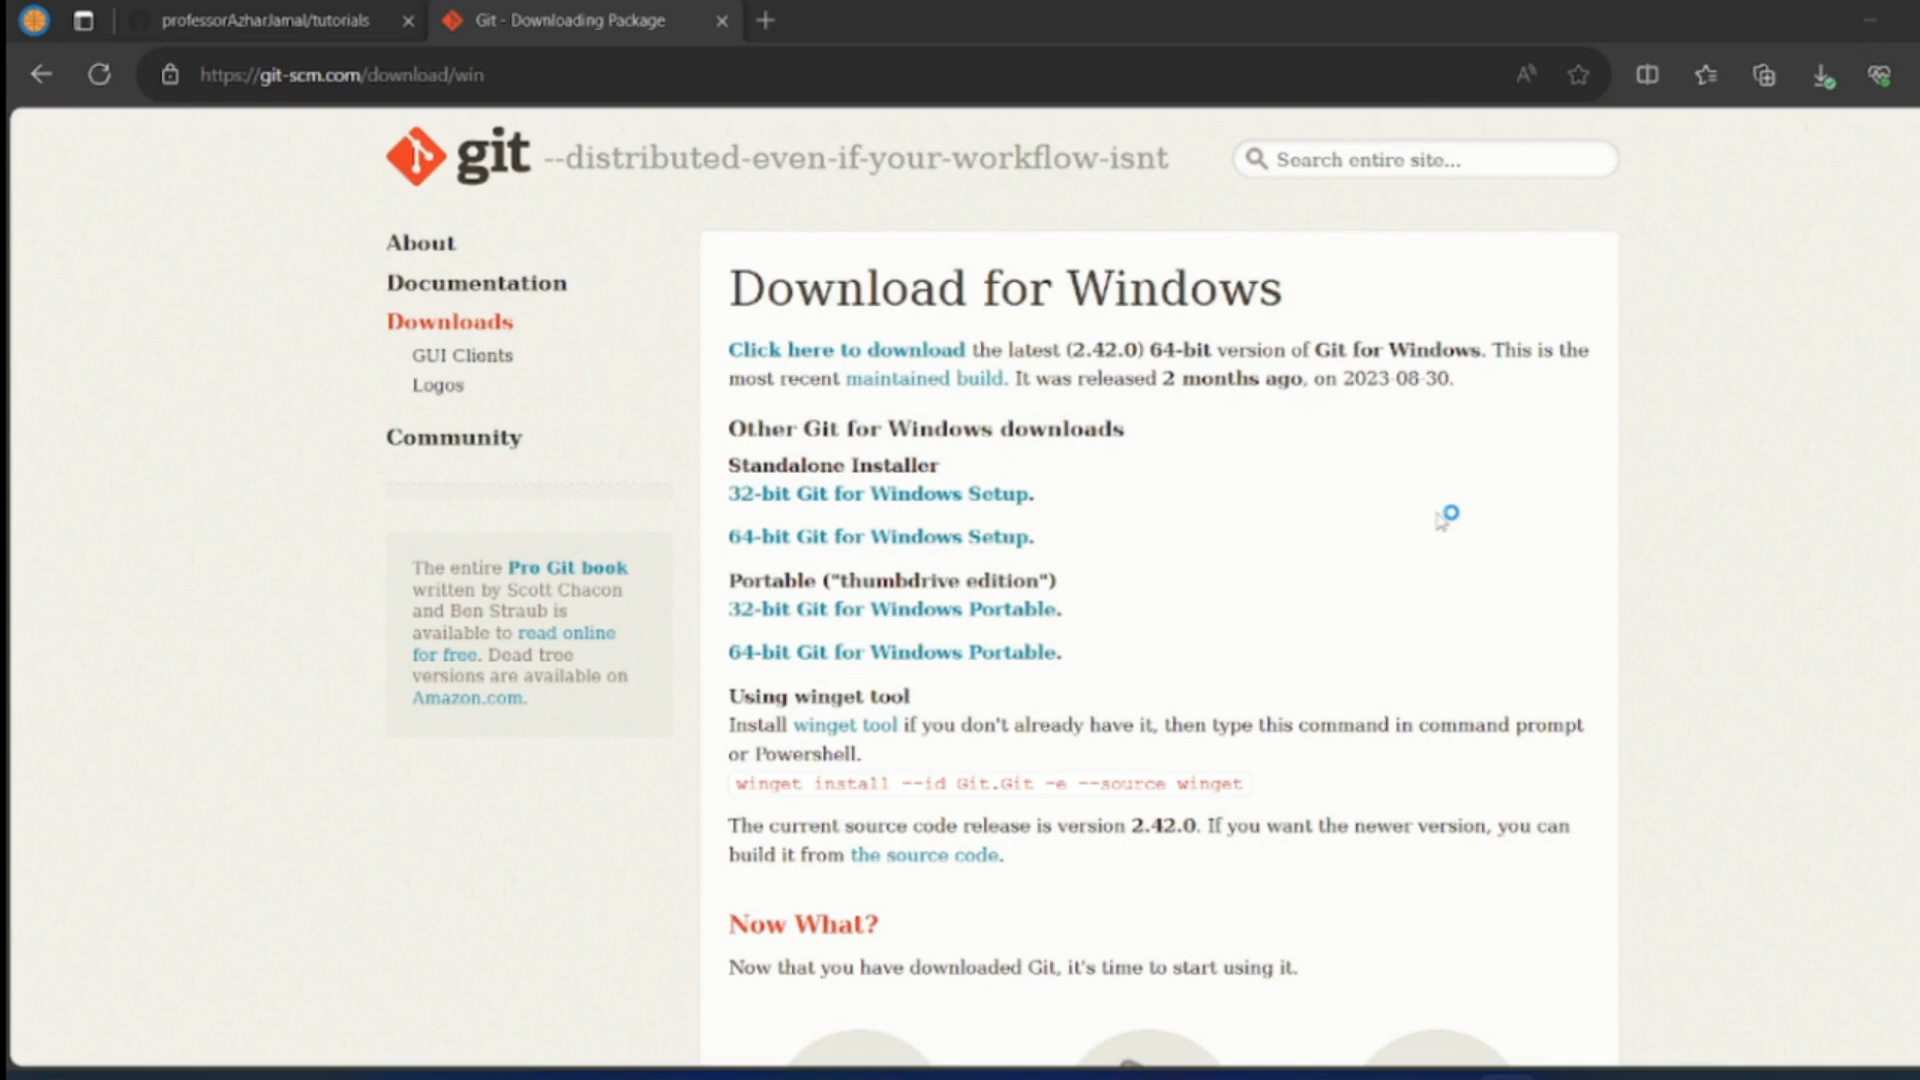 professorAzharJamal/tutorials
Git - Downloading Package
https://git-scm.com/download/win
git --distributed-even-if-your-workflow-isnt
Search entire site...
About
Documentation
Downloads
GUI Clients
Logos
Community
The entire Pro Git book
written by Scott Chacon
and Ben Straub is
available to read online
for free. Dead tree
versions are available on
Amazon.com.
Download for Windows
Click here to download the latest (2.42.0) 64-bit version of Git for Windows. This is the
most recent maintained build. It was released 2 months ago, on 2023-08-30.
Other Git for Windows downloads
Standalone Installer
32-bit Git for Windows Setup.
64-bit Git for Windows Setup.
Portable ("thumbdrive edition")
32-bit Git for Windows Portable.
64-bit Git for Windows Portable.
Using winget tool
Install winget tool if you don't already have it, then type this command in command prompt
or Powershell.
winget install --id Git.Git -e --source winget
The current source code release is version 2.42.0. If you want the newer version, you can
build it from the source code.
Now What?
Now that you have downloaded Git, it's time to start using it.